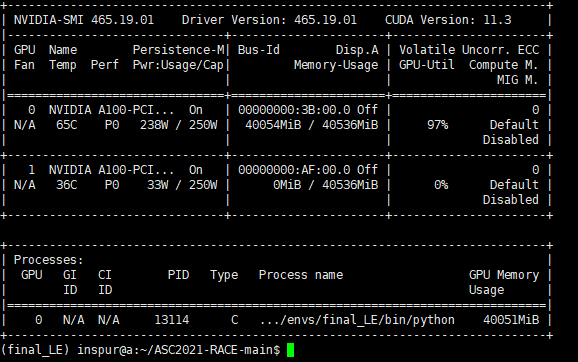 | NVIDIA-SMI 465.19.01    Driver Version: 465.19.01    CUDA Version: 11.3     |
|-------------------------------+----------------------+----------------------+
| GPU  Name        Persistence-M| Bus-Id        Disp.A | Volatile Uncorr. ECC |
| Fan  Temp  Perf  Pwr:Usage/Cap|         Memory-Usage | GPU-Util  Compute M. |
|                               |                      |               MIG M. |
|===============================+======================+======================|
|   0  NVIDIA A100-PCI...  On   | 00000000:3B:00.0 Off |                    0 |
| N/A   65C    P0   238W / 250W |  40054MiB / 40536MiB |     97%      Default |
|                               |                      |             Disabled |
+-------------------------------+----------------------+----------------------+
|   1  NVIDIA A100-PCI...  On   | 00000000:AF:00.0 Off |                    0 |
| N/A   36C    P0    33W / 250W |      0MiB / 40536MiB |      0%      Default |
|                               |                      |             Disabled |
+-------------------------------+----------------------+----------------------+
+-----------------------------------------------------------------------------+
| Processes:                                                                  |
|  GPU   GI   CI        PID   Type   Process name                  GPU Memory |
|        ID   ID                                                   Usage      |
|=============================================================================|
|    0   N/A  N/A     13114      C   .../envs/final_LE/bin/python    40051MiB |
+-----------------------------------------------------------------------------+
(final_LE) inspur@a:~/ASC2021-RACE-main$